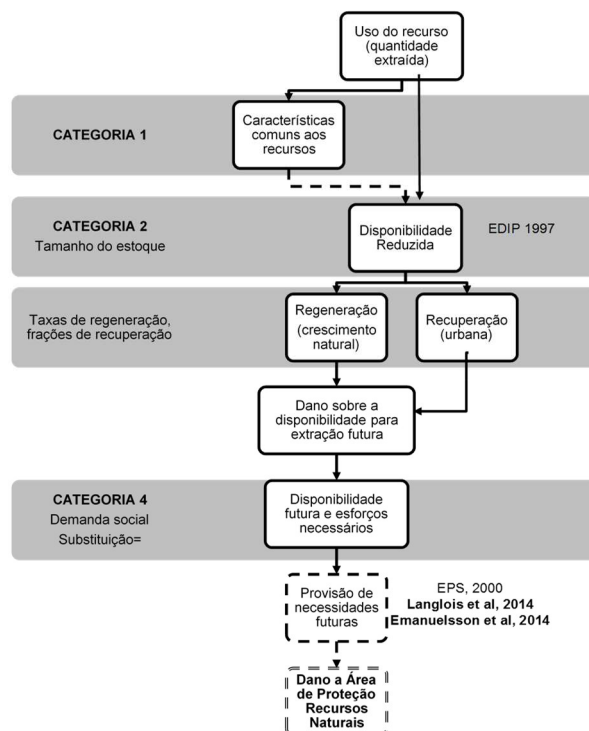 Uso do recurso
(quantidade
extraída)
CATEGORIA 1
Características
comuns aos
recursos
CATEGORIA 2
Tamanho do estoque
Disponibilidade
Reduzida
EDIP 1997
Taxas de regeneração,
frações de recuperação
Regeneração
(crescimento
natural)
Recuperação
(urbana)
Dano sobre a
disponibilidade para
extração futura
CATEGORIA 4
Demanda social
Substituição=
Disponibilidade
futura e esforços
necessários
Provisão de
necessidades
futuras
EPS, 2000
Langlois et al, 2014
Emanuelsson et al, 2014
Dano a Área
de Proteção
Recursos
Naturais